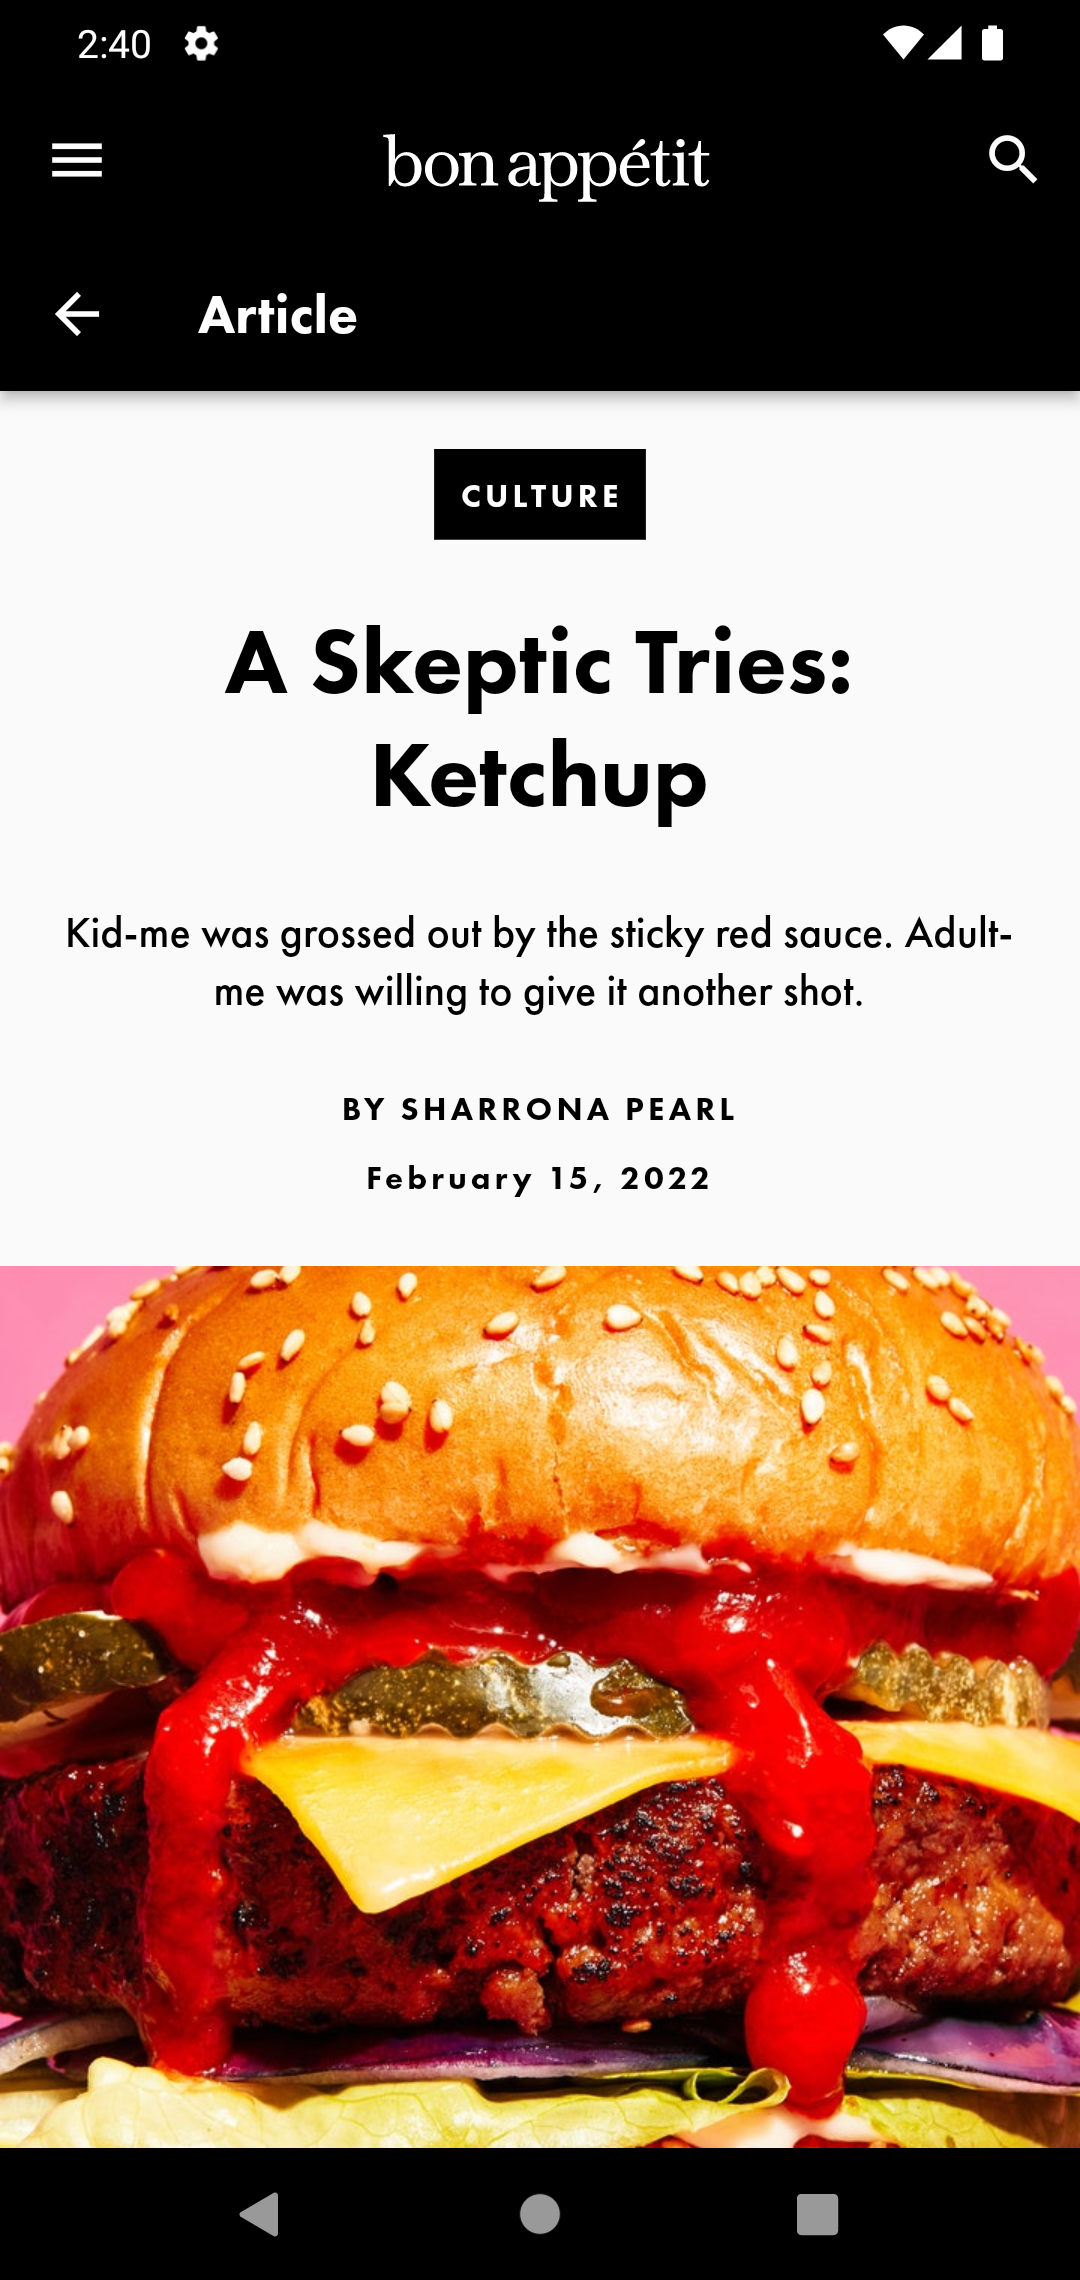 2:40
bon appétit
Article
CULTURE
A Skeptic Tries:
Ketchup
Kid-me was grossed out by the sticky red sauce. Adult-
me was willing to give it another shot.
BY SHARRONA PEARL
February 15, 2022